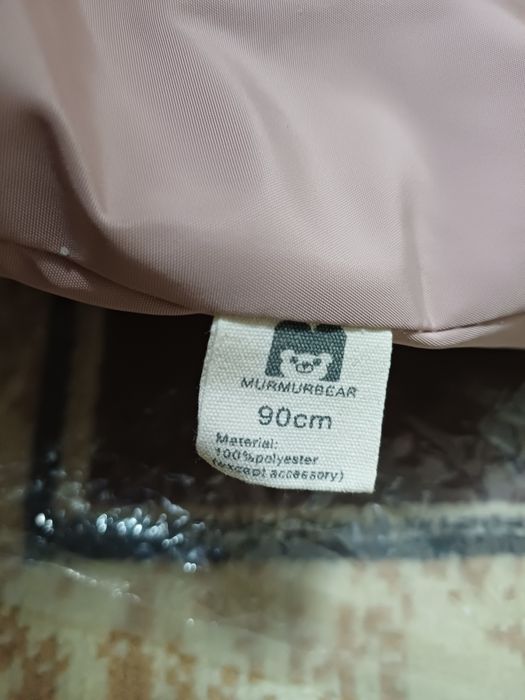 MURMURBEAR
90cm
Material:
100%polyester
(except accessory)